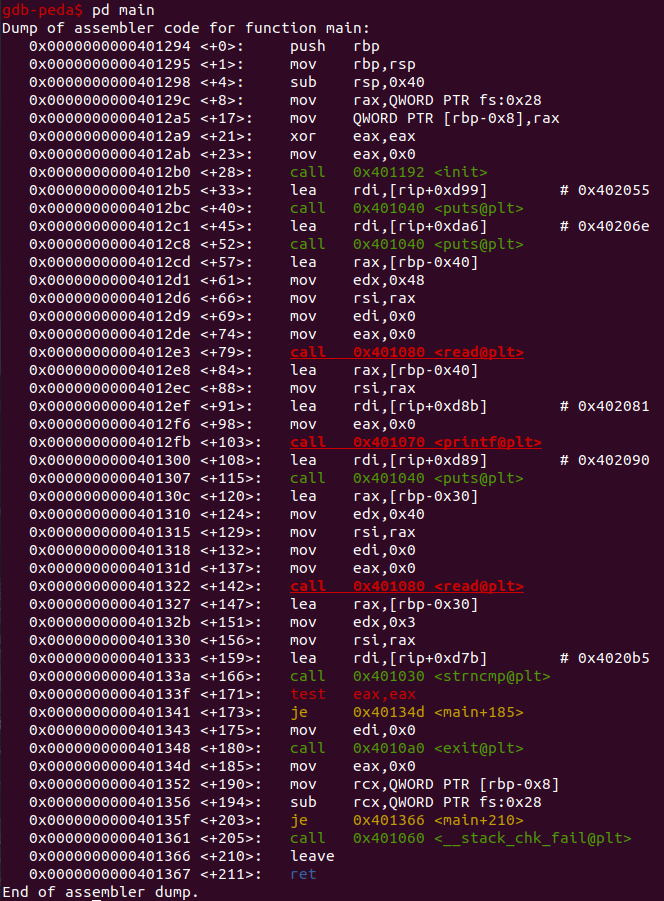 gdb-peda$ pd main
Dump of assembler code for function main:
   0x0000000000401294 <+0>:     push   rbp
   0x0000000000401295 <+1>:     mov    rbp,rsp
   0x0000000000401298 <+4>:     sub    rsp,0x40
   0x000000000040129c <+8>:     mov    rax,QWORD PTR fs:0x28
   0x00000000004012a5 <+17>:    mov    QWORD PTR [rbp-0x8],rax
   0x00000000004012a9 <+21>:    xor    eax,eax
   0x00000000004012ab <+23>:    mov    eax,0x0
   0x00000000004012b0 <+28>:    call   0x401192 <init>
   0x00000000004012b5 <+33>:    lea    rdi,[rip+0xd99]        # 0x402055
   0x00000000004012bc <+40>:    call   0x401040 <puts@plt>
   0x00000000004012c1 <+45>:    lea    rdi,[rip+0xda6]        # 0x40206e
   0x00000000004012c8 <+52>:    call   0x401040 <puts@plt>
   0x00000000004012cd <+57>:    lea    rax,[rbp-0x40]
   0x00000000004012d1 <+61>:    mov    edx,0x48
   0x00000000004012d6 <+66>:    mov    rsi,rax
   0x00000000004012d9 <+69>:    mov    edi,0x0
   0x00000000004012de <+74>:    mov    eax,0x0
   0x00000000004012e3 <+79>:    call   0x401080 <read@plt>
   0x00000000004012e8 <+84>:    lea    rax,[rbp-0x40]
   0x00000000004012ec <+88>:    mov    rsi,rax
   0x00000000004012ef <+91>:    lea    rdi,[rip+0xd8b]        # 0x402081
   0x00000000004012f6 <+98>:    mov    eax,0x0
   0x00000000004012fb <+103>:   call   0x401070 <printf@plt>
   0x0000000000401300 <+108>:   lea    rdi,[rip+0xd89]        # 0x402090
   0x0000000000401307 <+115>:   call   0x401040 <puts@plt>
   0x000000000040130c <+120>:   lea    rax,[rbp-0x30]
   0x0000000000401310 <+124>:   mov    edx,0x40
   0x0000000000401315 <+129>:   mov    rsi,rax
   0x0000000000401318 <+132>:   mov    edi,0x0
   0x000000000040131d <+137>:   mov    eax,0x0
   0x0000000000401322 <+142>:   call   0x401080 <read@plt>
   0x0000000000401327 <+147>:   lea    rax,[rbp-0x30]
   0x000000000040132b <+151>:   mov    edx,0x3
   0x0000000000401330 <+156>:   mov    rsi,rax
   0x0000000000401333 <+159>:   lea    rdi,[rip+0xd7b]        # 0x4020b5
   0x000000000040133a <+166>:   call   0x401030 <strncmp@plt>
   0x000000000040133f <+171>:   test   eax,eax
   0x0000000000401341 <+173>:   je     0x40134d <main+185>
   0x0000000000401343 <+175>:   mov    edi,0x0
   0x0000000000401348 <+180>:   call   0x4010a0 <exit@plt>
   0x000000000040134d <+185>:   mov    eax,0x0
   0x0000000000401352 <+190>:   mov    rcx,QWORD PTR [rbp-0x8]
   0x0000000000401356 <+194>:   sub    rcx,QWORD PTR fs:0x28
   0x000000000040135f <+203>:   je     0x401366 <main+210>
   0x0000000000401361 <+205>:   call   0x401060 <__stack_chk_fail@plt>
   0x0000000000401366 <+210>:   leave
   0x0000000000401367 <+211>:   ret
End of assembler dump.